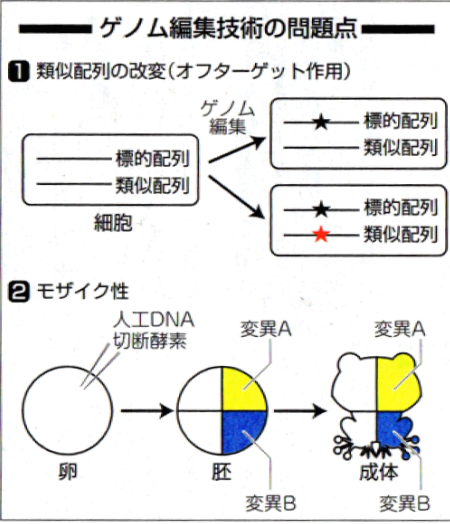 ゲノム編集技術の問題点
1 類似配列の改変(オフターゲット作用)
ゲノム
編集
標的配列
類似配列
細胞
標的配列
類似配列
標的配列
類似配列
2 モザイク性
人工DNA
切断酵素
変異A
変異A
卵
胚
成体
変異B
変異B